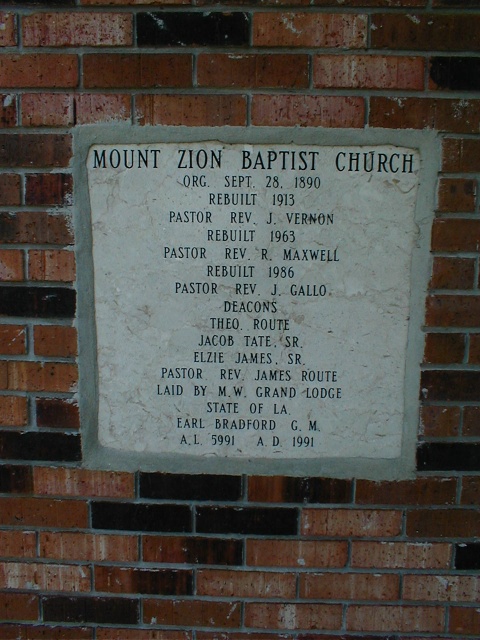 MOUNT ZION BAPTIST CHURCH
ORG. SEPT. 28, 1890
REBUILT 1913
PASTOR REV. J. VERNON
REBUILT 1963
PASTOR REV. R. MAXWELL
REBUILT 1986
PASTOR REV. J. GALLO
DEACONS
THEO. ROUTE
JACOB TATE, SR.
ELZIE JAMES, SR.
PASTOR REV. JAMES ROUTE
LAID BY M.W. GRAND LODGE
STATE OF LA.
EARL BRADFORD G. M.
A.L. 5991 A.D. 1991